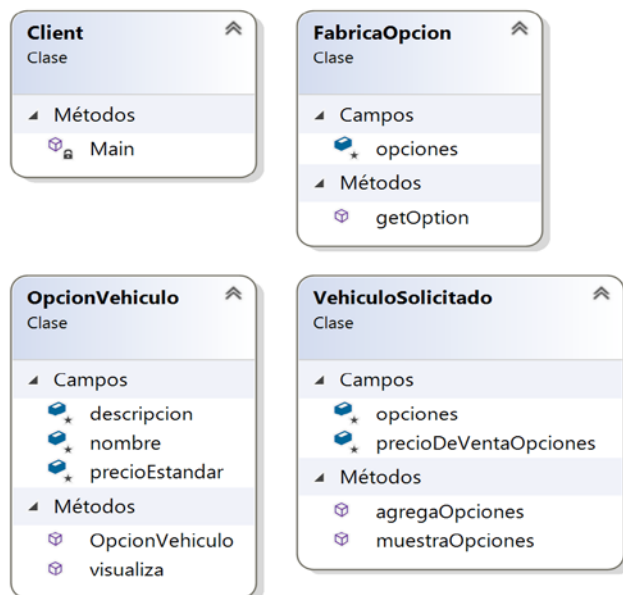 Client
Clase
Métodos
Main
FabricaOpcion
Clase
Campos
opciones
Métodos
getOption
OpcionVehiculo
Clase
Campos
descripcion
nombre
precioEstandar
Métodos
OpcionVehiculo
visualiza
VehiculoSolicitado
Clase
Campos
opciones
precioDeVentaOpciones
Métodos
agregaOpciones
muestraOpciones